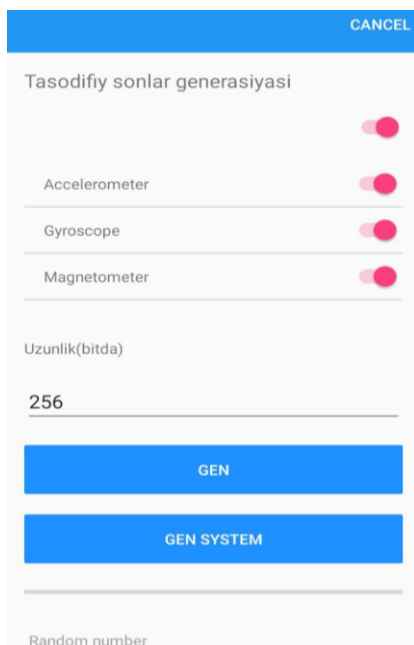 CANCEL
Tasodifiy sonlar generasiyasi
Accelerometer
Gyroscope
Magnetometer
Uzunlik(bitda)
256
GEN
GEN SYSTEM
Random number